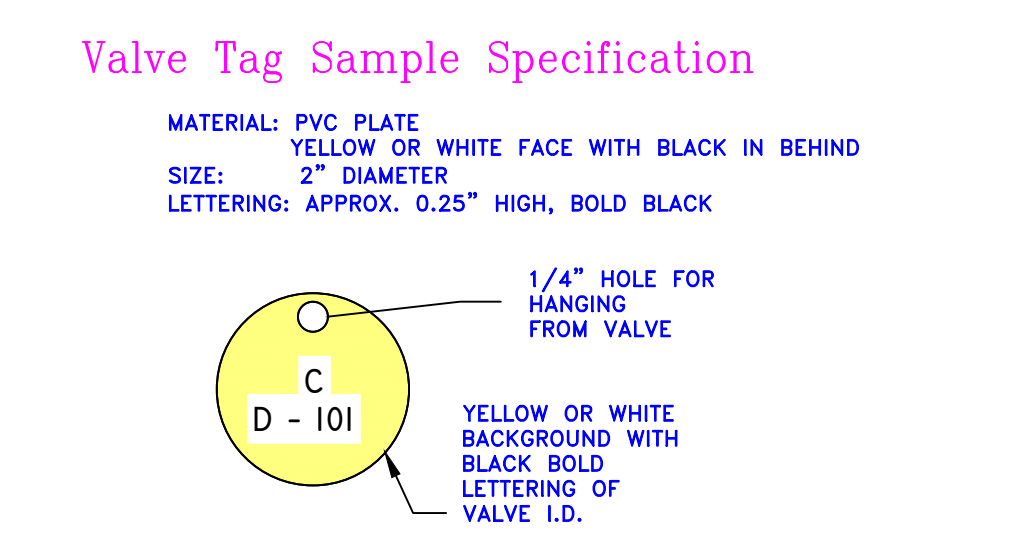 Valve Tag Sample Specification
MATERIAL: PVC PLATE
YELLOW OR WHITE FACE WITH BLACK IN BEHIND
SIZE: 2” DIAMETER
LETTERING: APPROX. 0.25” HIGH, BOLD BLACK
1/4” HOLE FOR
HANGING
FROM VALVE
C
D - 101
YELLOW OR WHITE
BACKGROUND WITH
BLACK BOLD
LETTERING OF
VALVE I.D.